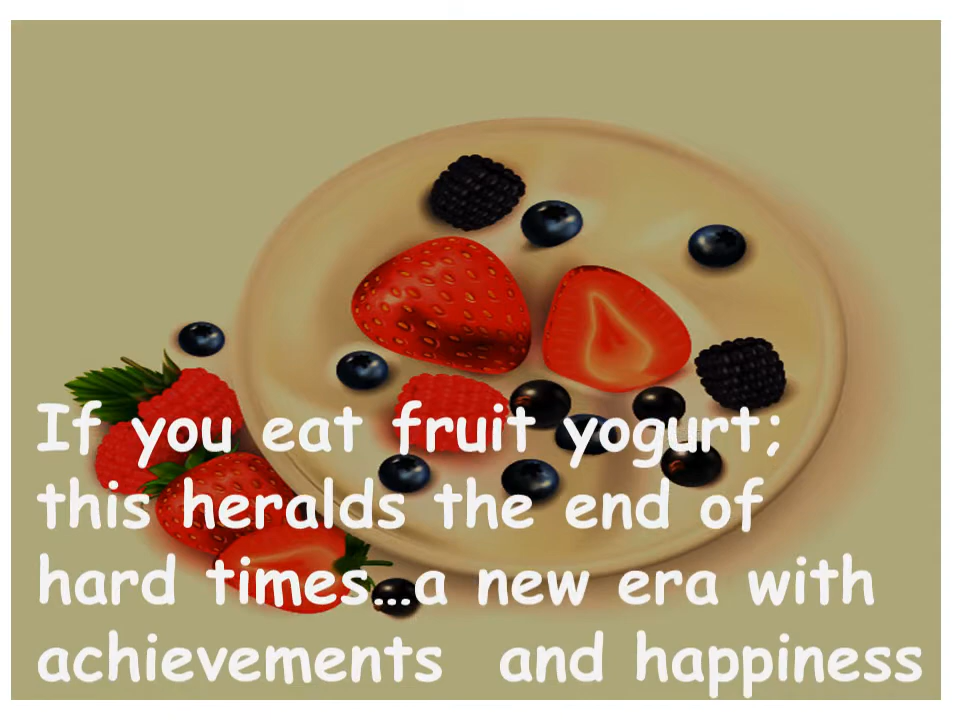 If you eat fruit yogurt;
this heralds the end of
hard times...a new era with
achievements  and happiness